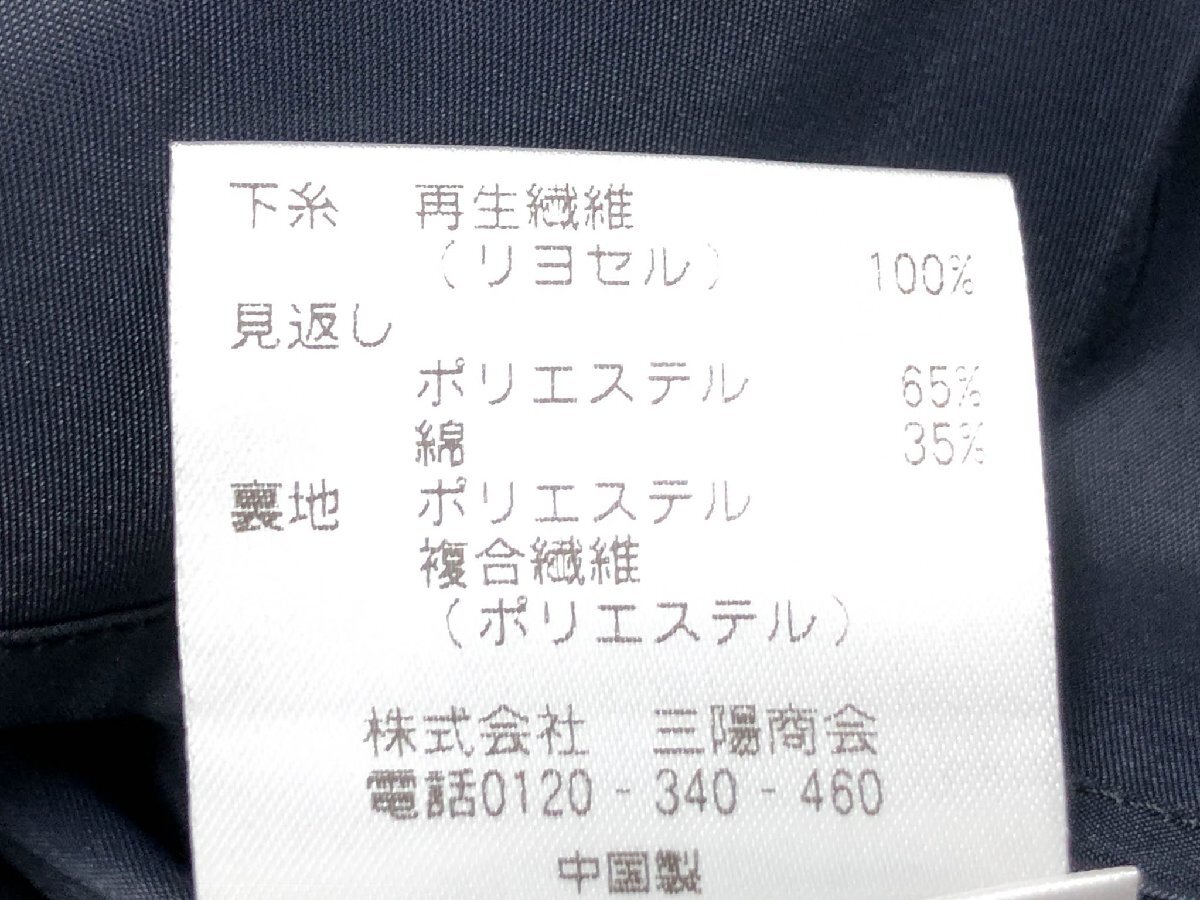 下糸 再生繊維
(リヨセル) 100%
見返し
ポリエステル 65%
綿 35%
裏地 ポリエステル
複合繊維
(ポリエステル)
株式会社 三陽商会
電話0120-340-460
中国製